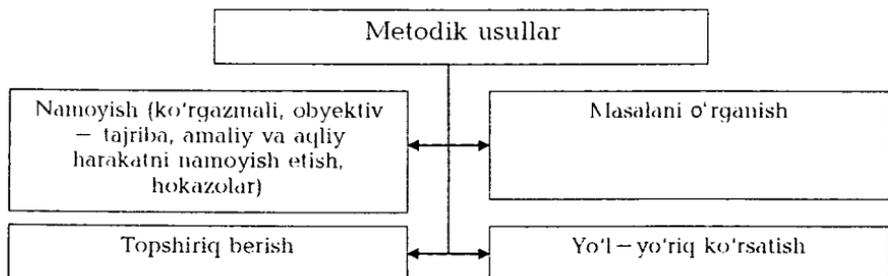 Metodik usullar
Namoyish (ko‘rgazmali, obyektiv
— tajriba, amaliy va aqliy
harakatni namoyish etish,
hokazolar)
Masalani o‘rganish
Topshiriq berish
Yo‘l—yo‘riq ko‘rsatish